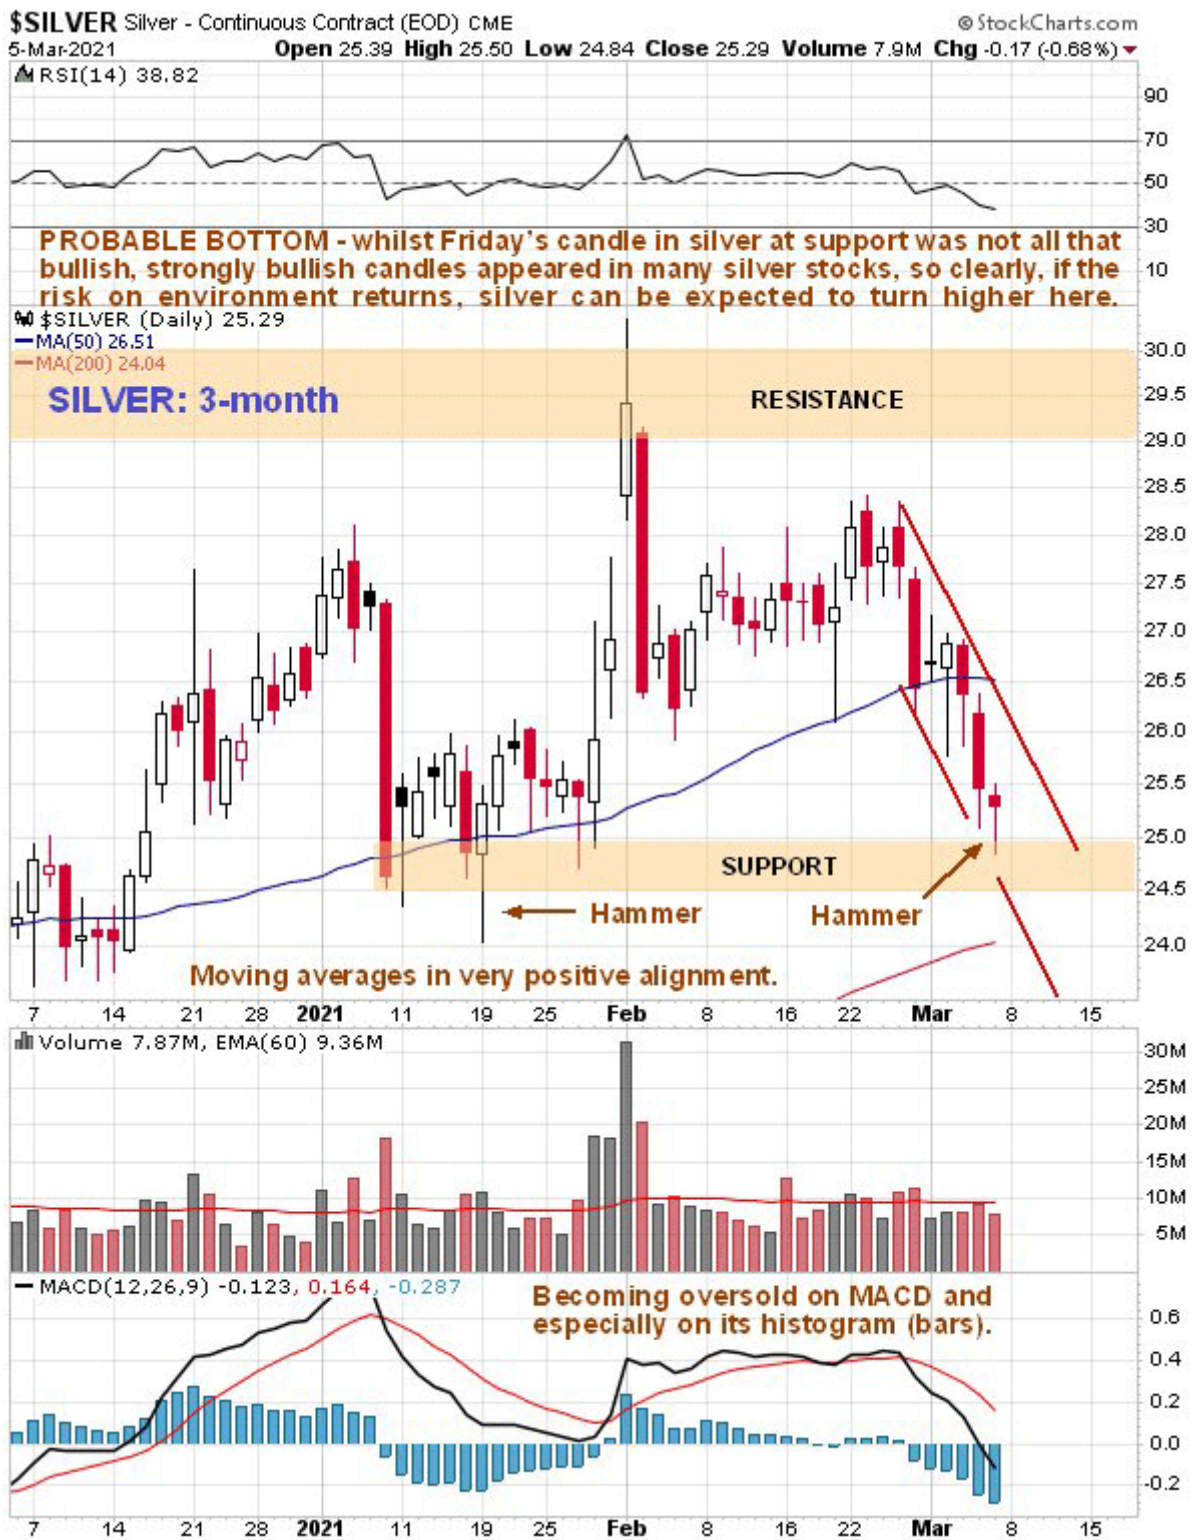 $SILVER Silver - Continuous Contract (EOD) CME © StockCharts.com
5-Mar-2021 Open 25.39 High 25.50 Low 24.84 Close 25.29 Volume 7.9M Chg -0.17 (-0.68%)
RSI(14) 38.82
90
70
50
30
10
PROBABLE BOTTOM - whilst Friday's candle in silver at support was not all that
bullish, strongly bullish candles appeared in many silver stocks, so clearly, if the
risk on environment returns, silver can be expected to turn higher here.
$SILVER (Daily) 25.29
MA(50) 26.51
MA(200) 24.04
SILVER: 3-month
RESISTANCE
30.0
29.5
29.0
28.5
28.0
27.5
27.0
26.5
26.0
25.5
25.0
24.5
24.0
SUPPORT
Hammer
Hammer
Moving averages in very positive alignment.
7 14 21 28 2021 11 19 25 Feb 8 16 22 Mar 8 15
Volume 7.87M, EMA(60) 9.36M
30M
25M
20M
15M
10M
5M
MACD(12,26,9) -0.123, 0.164, -0.287
Becoming oversold on MACD and
especially on its histogram (bars).
0.6
0.4
0.2
0.0
-0.2
7 14 21 28 2021 11 19 25 Feb 8 16 22 Mar 8 15